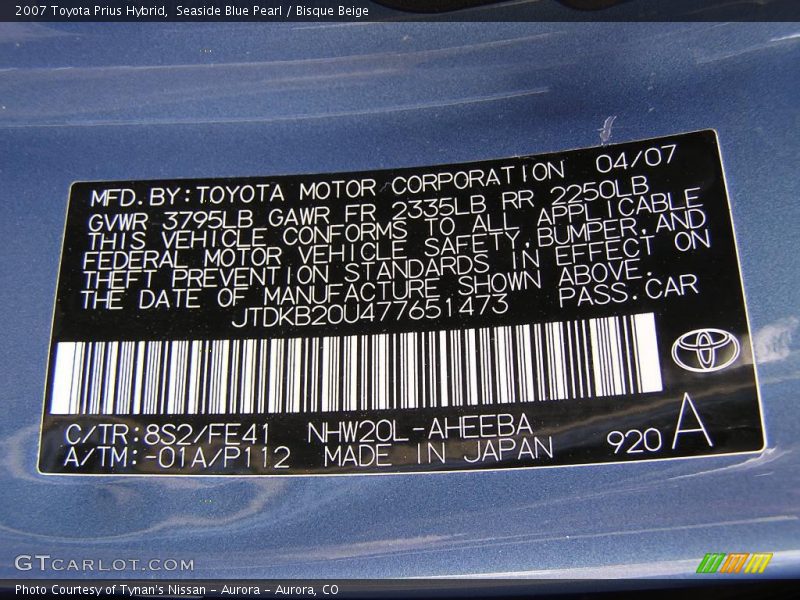 2007 Toyota Prius Hybrid, Seaside Blue Pearl / Bisque Beige
MFD.BY:TOYOTA MOTOR CORPORATION 04/07
GVWR 3795LB GAWR FR 2335LB RR 2250LB
THIS VEHICLE CONFORMS TO ALL APPLICABLE
FEDERAL MOTOR VEHICLE SAFETY,BUMPER,AND
THEFT PREVENTION STANDARDS IN EFFECT ON
THE DATE OF MANUFACTURE SHOWN ABOVE.
JTDKB20U477651473 PASS.CAR
C/TR:8S2/FE41 NHW20L-AHEEBA
A/TM:-01A/P112 MADE IN JAPAN 920 A
GTCARLOT.COM
Photo Courtesy of Tynan's Nissan – Aurora – Aurora, CO